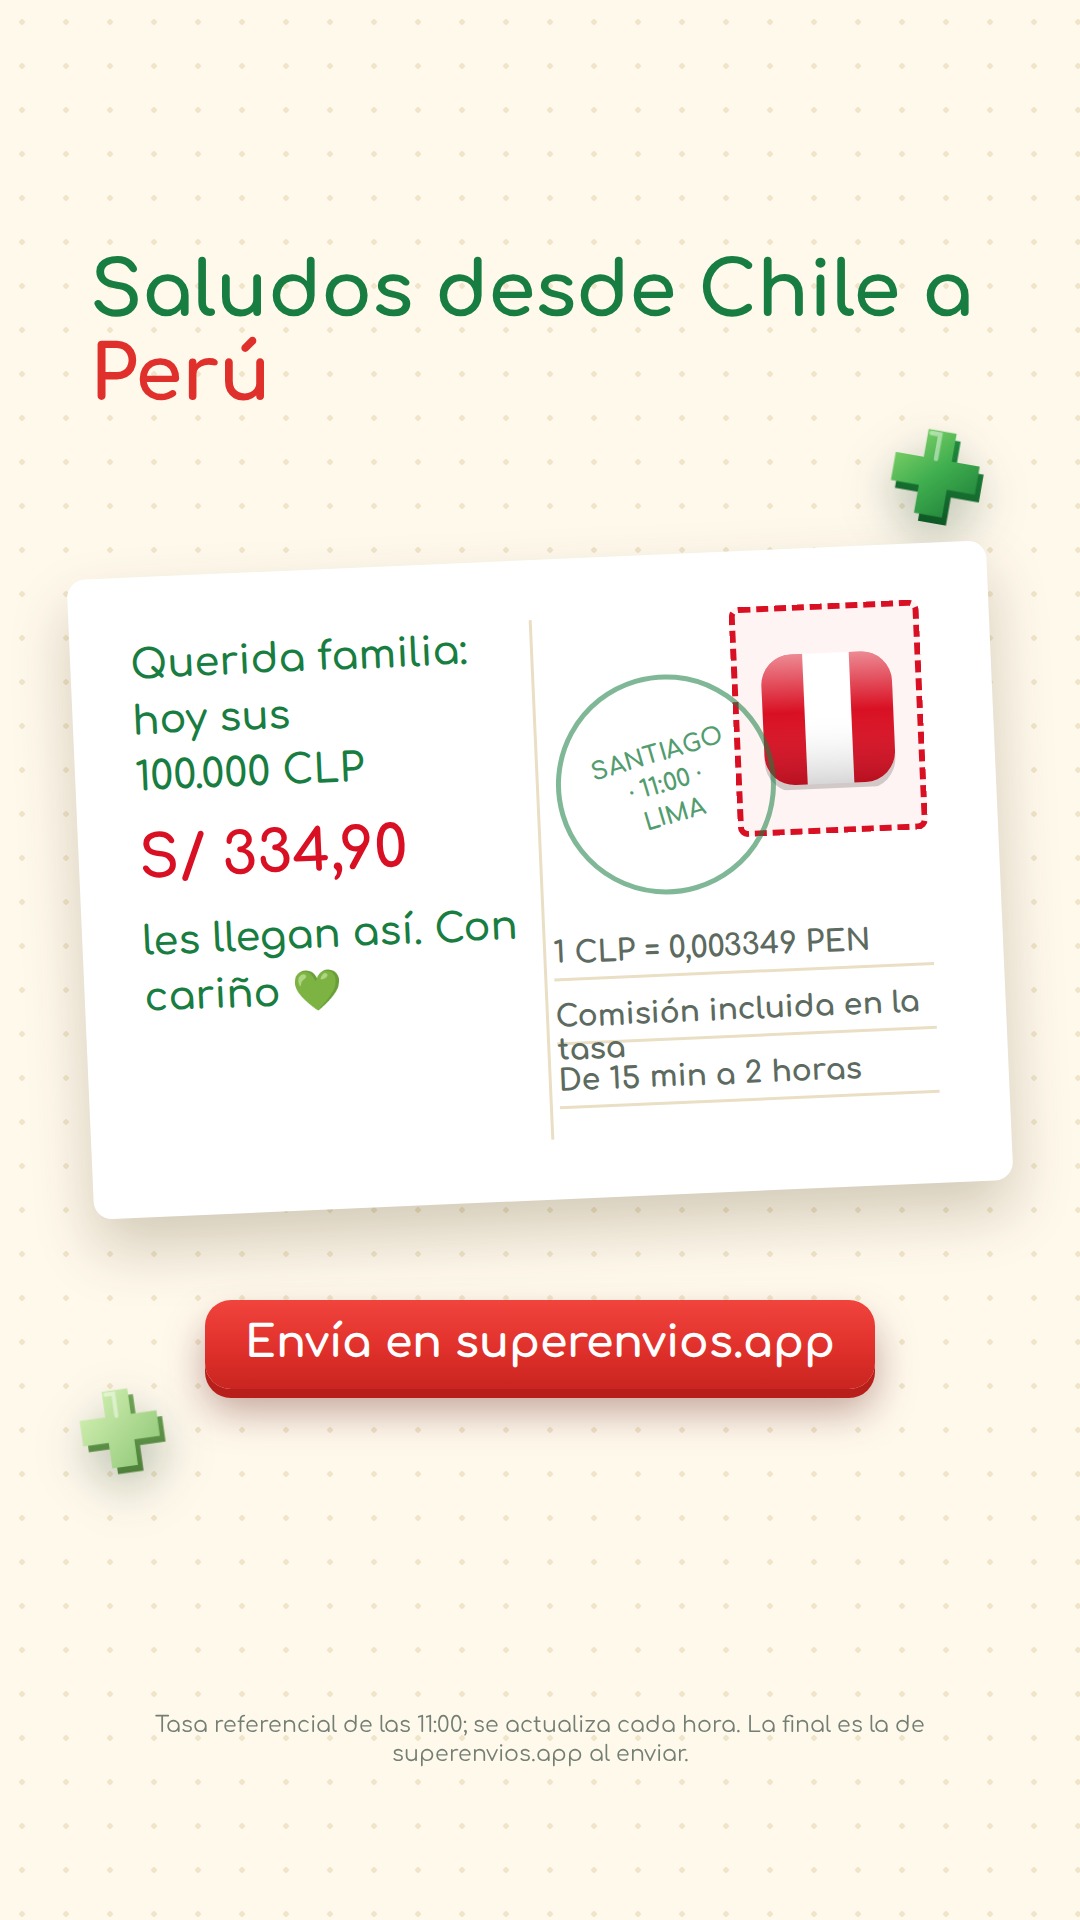 Saludos desde Chile a
Perú
Querida familia:
hoy sus
100.000 CLP
S/ 334,90
les llegan así. Con
cariño 💚
SANTIAGO
· 11:00 ·
LIMA
1 CLP = 0,003349 PEN
Comisión incluida en la
tasa
De 15 min a 2 horas
Envía en superenvios.app
Tasa referencial de las 11:00; se actualiza cada hora. La final es la de
superenvios.app al enviar.